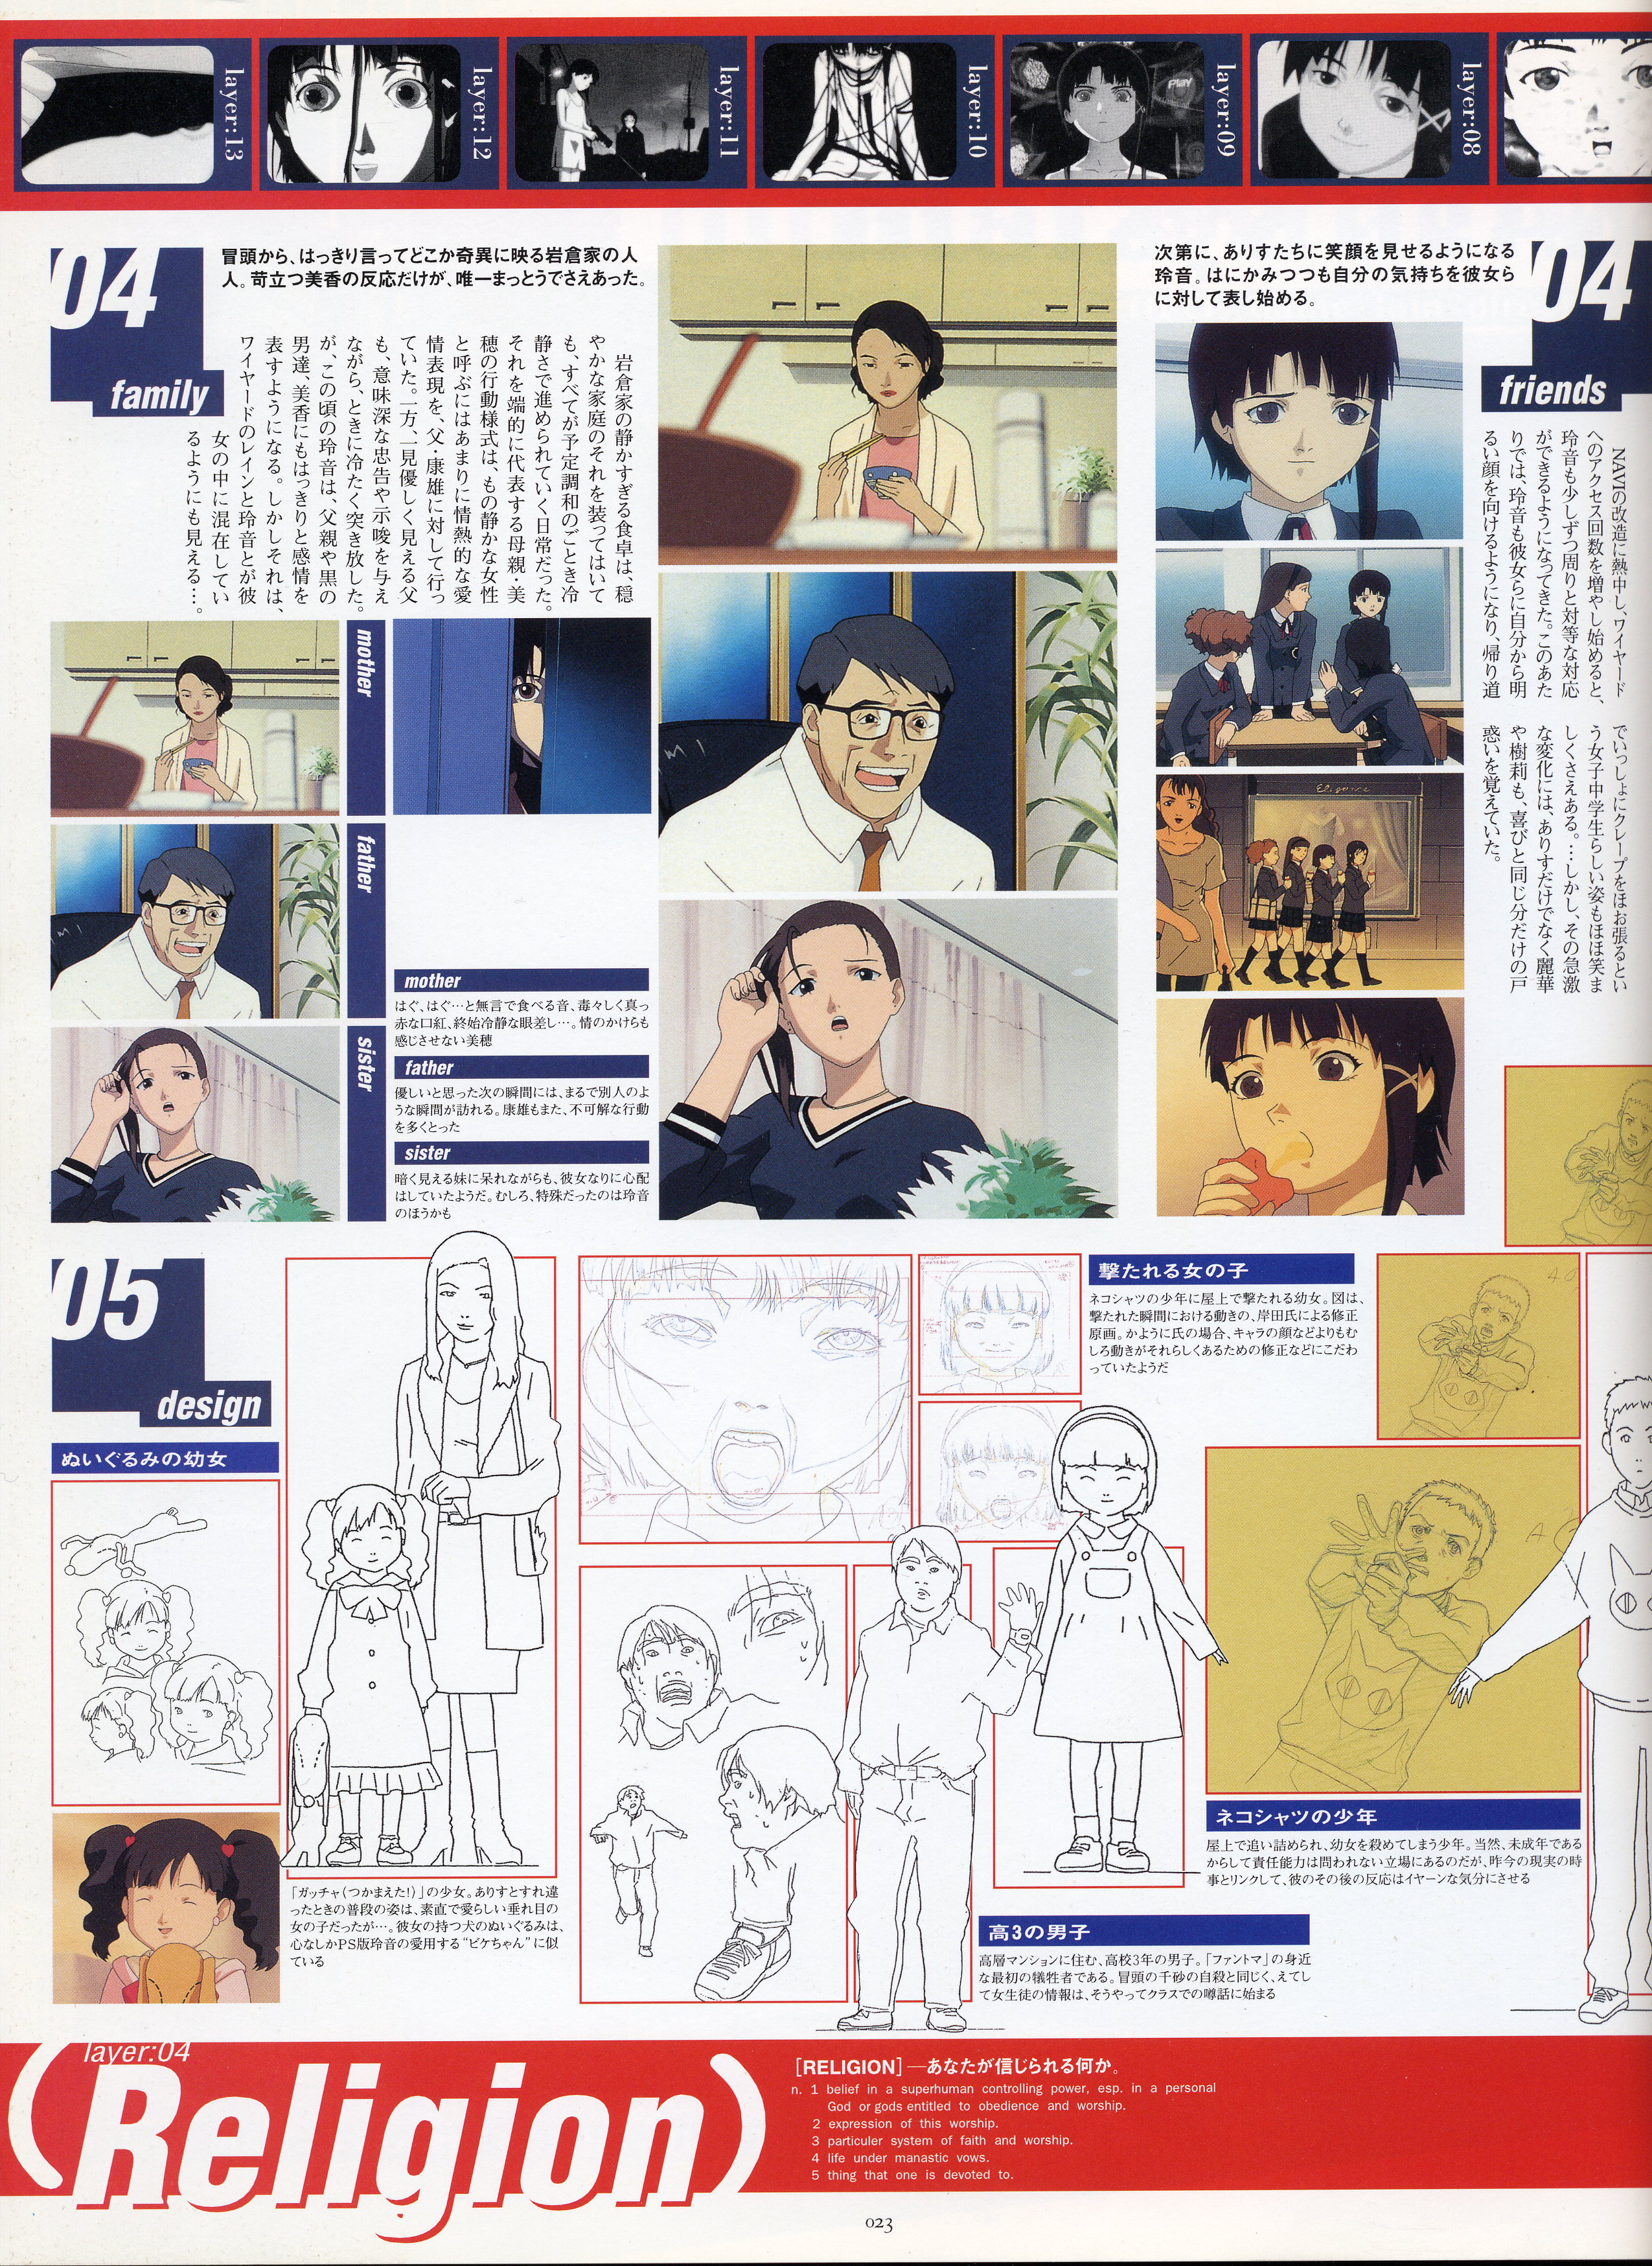 layer:13
layer:12
layer:11
layer:10
layer:09
layer:08
PLAY
04
friends
次第に、ありすたちに笑顔を見せるようになる
玲音。はにかみつつも自分の気持ちを彼女ら
に対して表し始める。
NAVIの改造に熱中し、ワイヤード
へのアクセス回数を増やし始めると、
玲音も少しずつ周りと対等な対応
ができるようになってきた。このあた
りでは、玲音も彼女らに自分から明
るい顔を向けるようになり、帰り道
でいっしょにクレープをほお張るとい
う女子中学生らしい姿もほほ笑ま
しくさえある。…しかし、その急激
な変化には、ありすだけでなく麗華
や樹莉も、喜びと同じ分だけの戸
惑いを覚えていた。
Elegance
04
family
冒頭から、はっきり言ってどこか奇異に映る岩倉家の人
人。苛立つ美香の反応だけが、唯一まっとうでさえあった。
岩倉家の静かすぎる食卓は、穏
やかな家庭のそれを装ってはいて
も、すべてが予定調和のごとき冷
静さで進められていく日常だった。
それを端的に代表する母親・美
穂の行動様式は、もの静かな女性
と呼ぶにはあまりに情熱的な愛
情表現を、父・康雄に対して行っ
ていた。一方、一見優しく見える父
も、意味深な忠告や示唆を与え
ながら、ときに冷たく突き放した。
が、この頃の玲音は、父親や黒の
男達、美香にもはっきりと感情を
表すようになる。しかしそれは、
ワイヤードのレインと玲音とが彼
女の中に混在してい
るようにも見える…。
mother
father
sister
mother
はぐ、はぐ…と無言で食べる音、毒々しく真っ
赤な口紅、終始冷静な眼差し…。情のかけらも
感じさせない美穂
father
優しいと思った次の瞬間には、まるで別人のよ
うな瞬間が訪れる。康雄もまた、不可解な行動
を多くとった
sister
暗く見える妹に呆れながらも、彼女なりに心配
はしていたようだ。むしろ、特殊だったのは玲音
のほうかも
05
design
ぬいぐるみの幼女
「ガッチャ(つかまえた!)」の少女。ありすとすれ違
ったときの普段の姿は、素直で愛らしい垂れ目の
女の子だったが…。彼女の持つ犬のぬいぐるみは、
心なしかPS版玲音の愛用する“ビケちゃん”に似
ている
撃たれる女の子
ネコシャツの少年に屋上で撃たれる幼女。図は、
撃たれた瞬間における動きの、岸田氏による修正
原画。かように氏の場合、キャラの顔などよりもむ
しろ動きがそれらしくあるための修正などにこだわ
っていたようだ
ネコシャツの少年
屋上で追い詰められ、幼女を殺めてしまう少年。当然、未成年である
からして責任能力は問われない立場にあるのだが、昨今の現実の時
事とリンクして、彼のその後の反応はイヤーンな気分にさせる
高3の男子
高層マンションに住む、高校3年の男子。「ファントマ」の身近
な最初の犠牲者である。冒頭の千砂の自殺と同じく、えてし
て女生徒の情報は、そうやってクラスでの噂話に始まる
layer:04
(Religion)
[RELIGION]―あなたが信じられる何か。
n. 1 belief in a superhuman controlling power, esp. in a personal
God or gods entitled to obedience and worship.
2 expression of this worship.
3 particuler system of faith and worship.
4 life under manastic vows.
5 thing that one is devoted to.
023